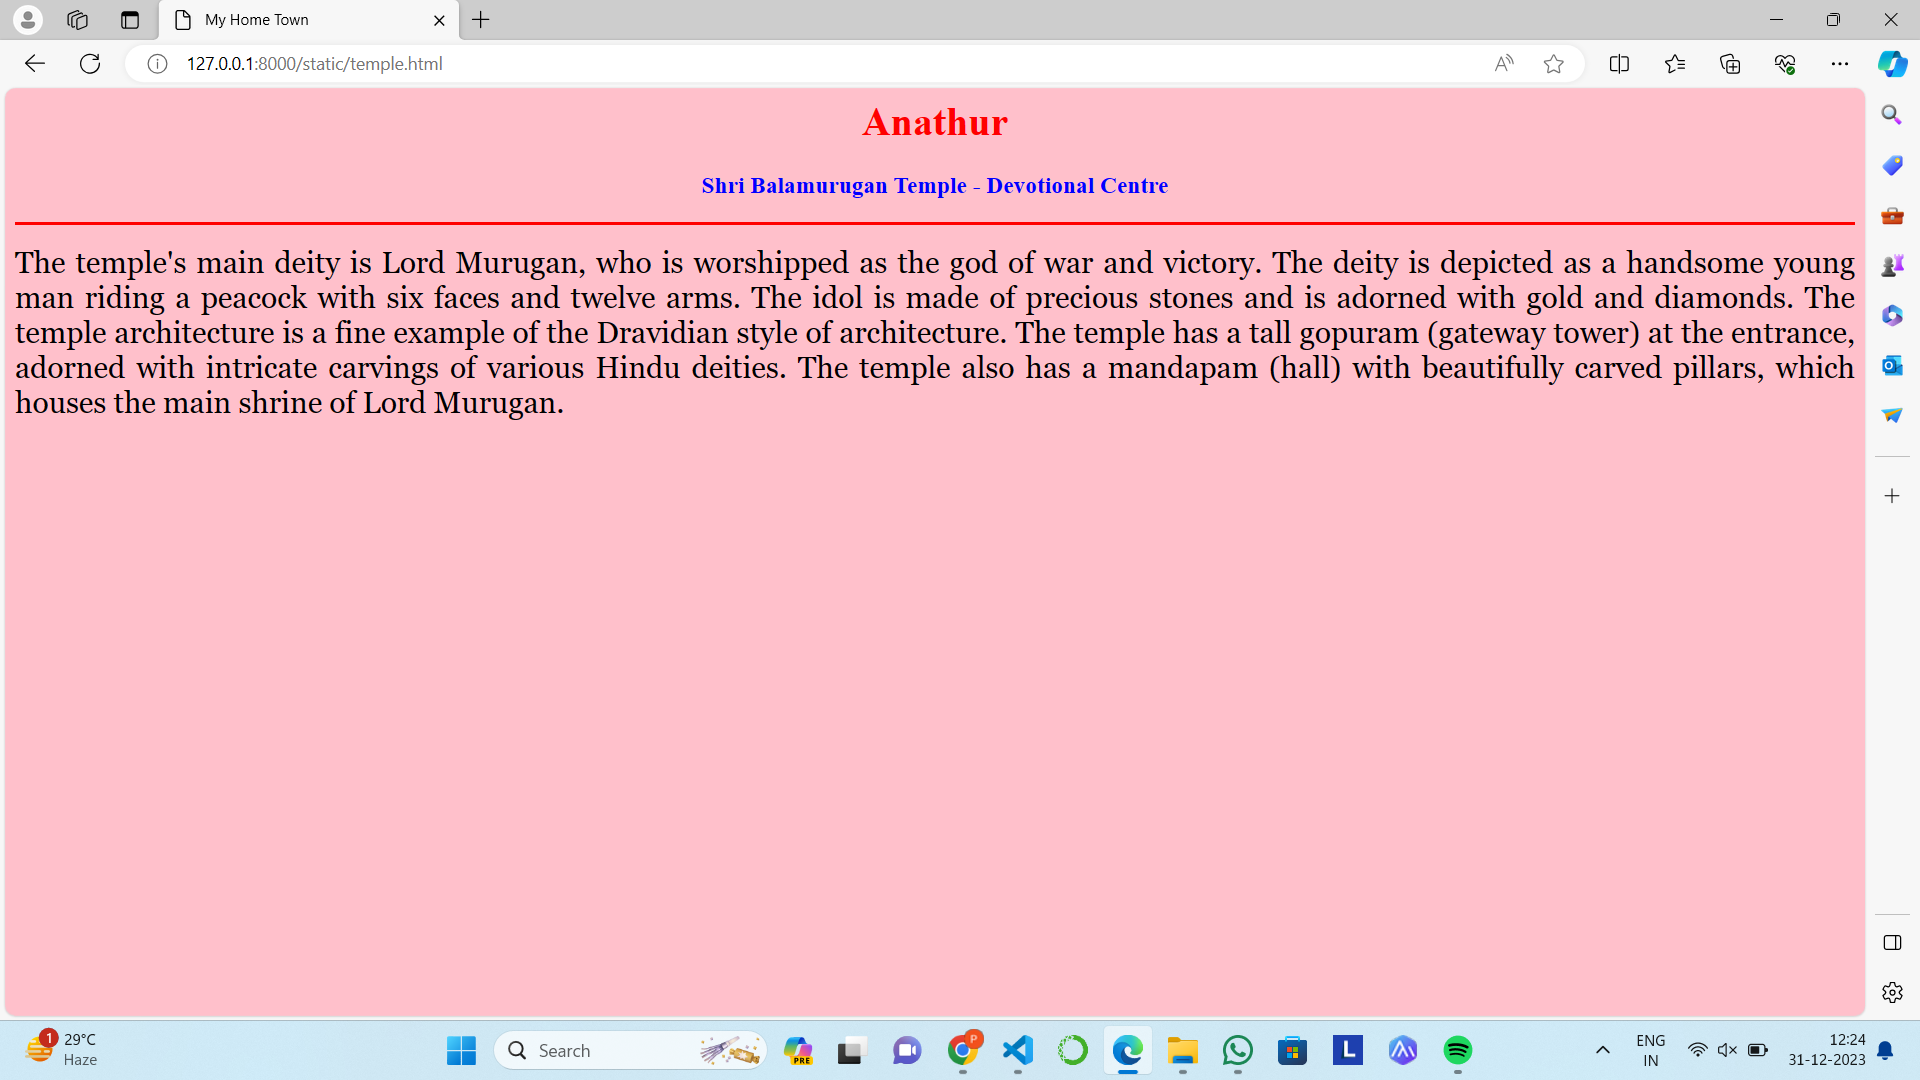 My Home Town
127.0.0.1:8000/static/temple.html
Anathur
Shri Balamurugan Temple - Devotional Centre
The temple's main deity is Lord Murugan, who is worshipped as the god of war and victory. The deity is depicted as a handsome young
man riding a peacock with six faces and twelve arms. The idol is made of precious stones and is adorned with gold and diamonds. The
temple architecture is a fine example of the Dravidian style of architecture. The temple has a tall gopuram (gateway tower) at the entrance,
adorned with intricate carvings of various Hindu deities. The temple also has a mandapam (hall) with beautifully carved pillars, which
houses the main shrine of Lord Murugan.
1
29°C
Haze
Search
PRE
P
L
ENG
IN
12:24
31-12-2023